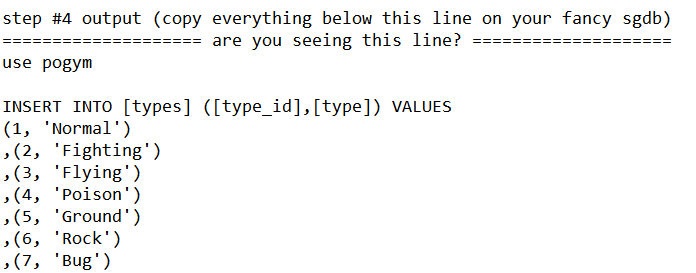 step #4 output (copy everything below this line on your fancy sgdb)
==================== are you seeing this line? ====================
use pogym
INSERT INTO [types] ([type_id],[type]) VALUES
(1, 'Normal')
,(2, 'Fighting')
,(3, 'Flying')
,(4, 'Poison')
,(5, 'Ground')
,(6, 'Rock')
,(7, 'Bug')